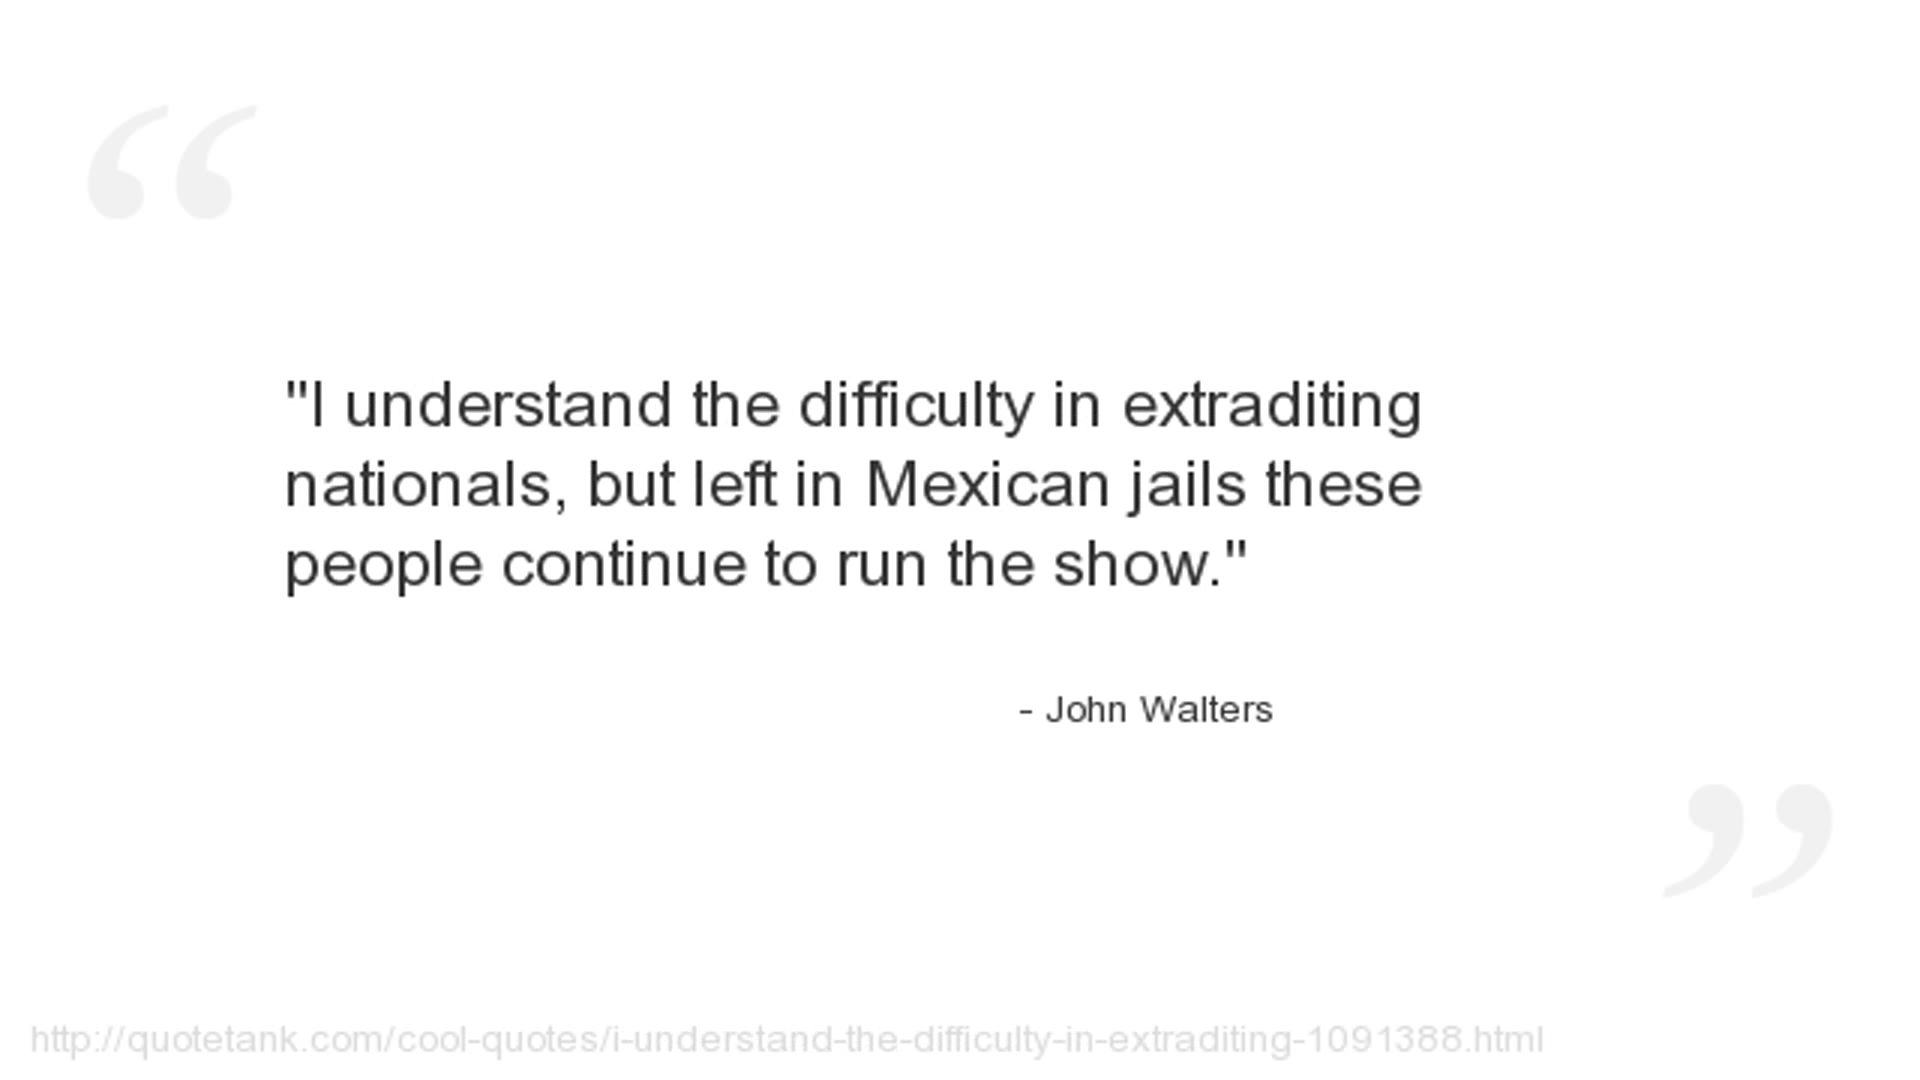 "I understand the difficulty in extraditing
nationals, but left in Mexican jails these
people continue to run the show."
- John Walters
http://quotetank.com/cool-quotes/i-understand-the-difficulty-in-extraditing-1091388.html